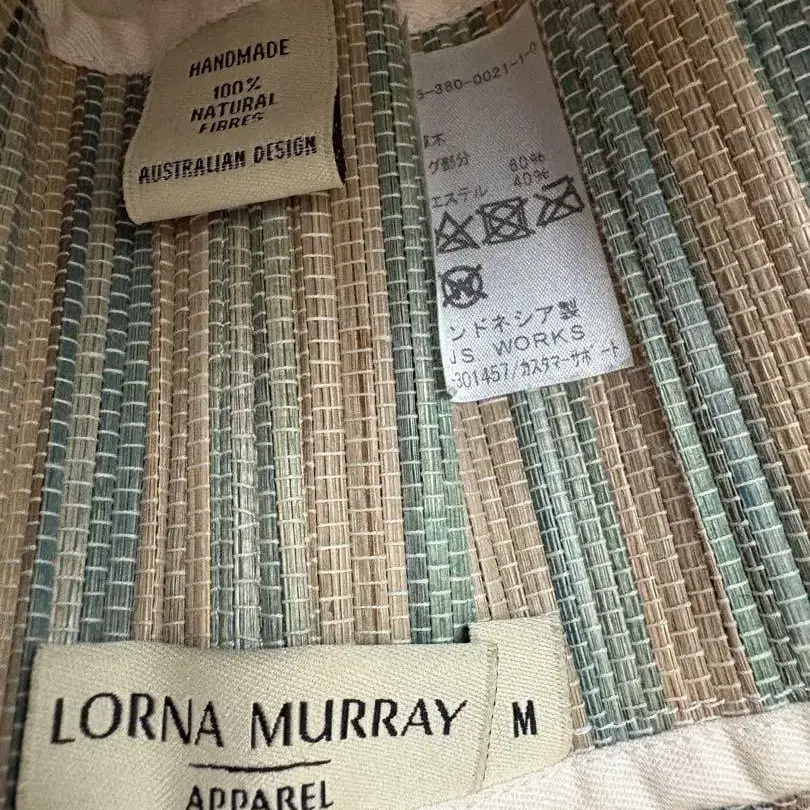 HANDMADE
100%
NATURAL
FIBRES
AUSTRALIAN DESIGN
-380-0021-1-0
木
グ部分 60%
エステル 40%
ンドネシア製
JS WORKS
-301457/カスタマーサポート
LORNA MURRAY
APPAREL
M